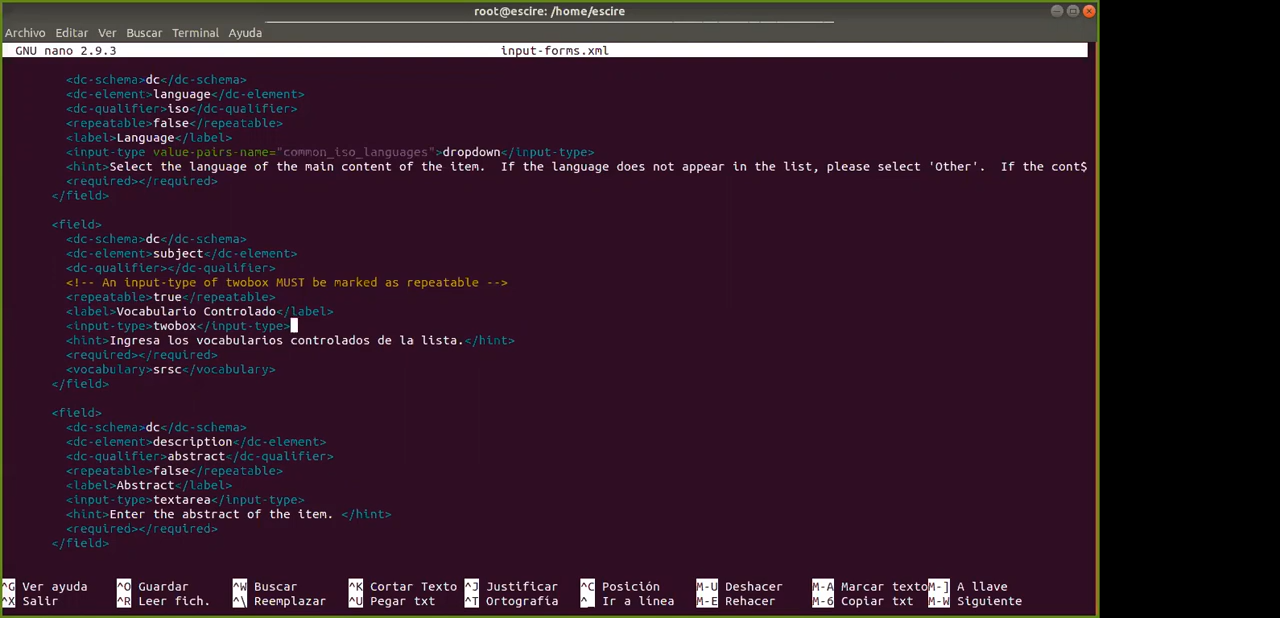 root@escire: /home/escire
Archivo Editar Ver Buscar Terminal Ayuda
GNU nano 2.9.3 input-forms.xml
<dc-schema>dc</dc-schema>
<dc-element>language</dc-element>
<dc-qualifier>iso</dc-qualifier>
<repeatable>false</repeatable>
<label>Language</label>
<input-type value-pairs-name="common_iso_languages">dropdown</input-type>
<hint>Select the language of the main content of the item.  If the language does not appear in the list, please select 'Other'.  If the cont$
<required></required>
</field>
<field>
<dc-schema>dc</dc-schema>
<dc-element>subject</dc-element>
<dc-qualifier></dc-qualifier>
<!-- An input-type of twobox MUST be marked as repeatable -->
<repeatable>true</repeatable>
<label>Vocabulario Controlado</label>
<input-type>twobox</input-type>
<hint>Ingresa los vocabularios controlados de la lista.</hint>
<required></required>
<vocabulary>srsc</vocabulary>
</field>
<field>
<dc-schema>dc</dc-schema>
<dc-element>description</dc-element>
<dc-qualifier>abstract</dc-qualifier>
<repeatable>false</repeatable>
<label>Abstract</label>
<input-type>textarea</input-type>
<hint>Enter the abstract of the item. </hint>
<required></required>
</field>
^G Ver ayuda ^O Guardar ^W Buscar ^K Cortar Texto ^J Justificar ^C Posición M-U Deshacer M-A Marcar texto M-] A llave
^X Salir ^R Leer fich. ^\ Reemplazar ^U Pegar txt ^T Ortografía ^_ Ir a línea M-E Rehacer M-6 Copiar txt M-W Siguiente